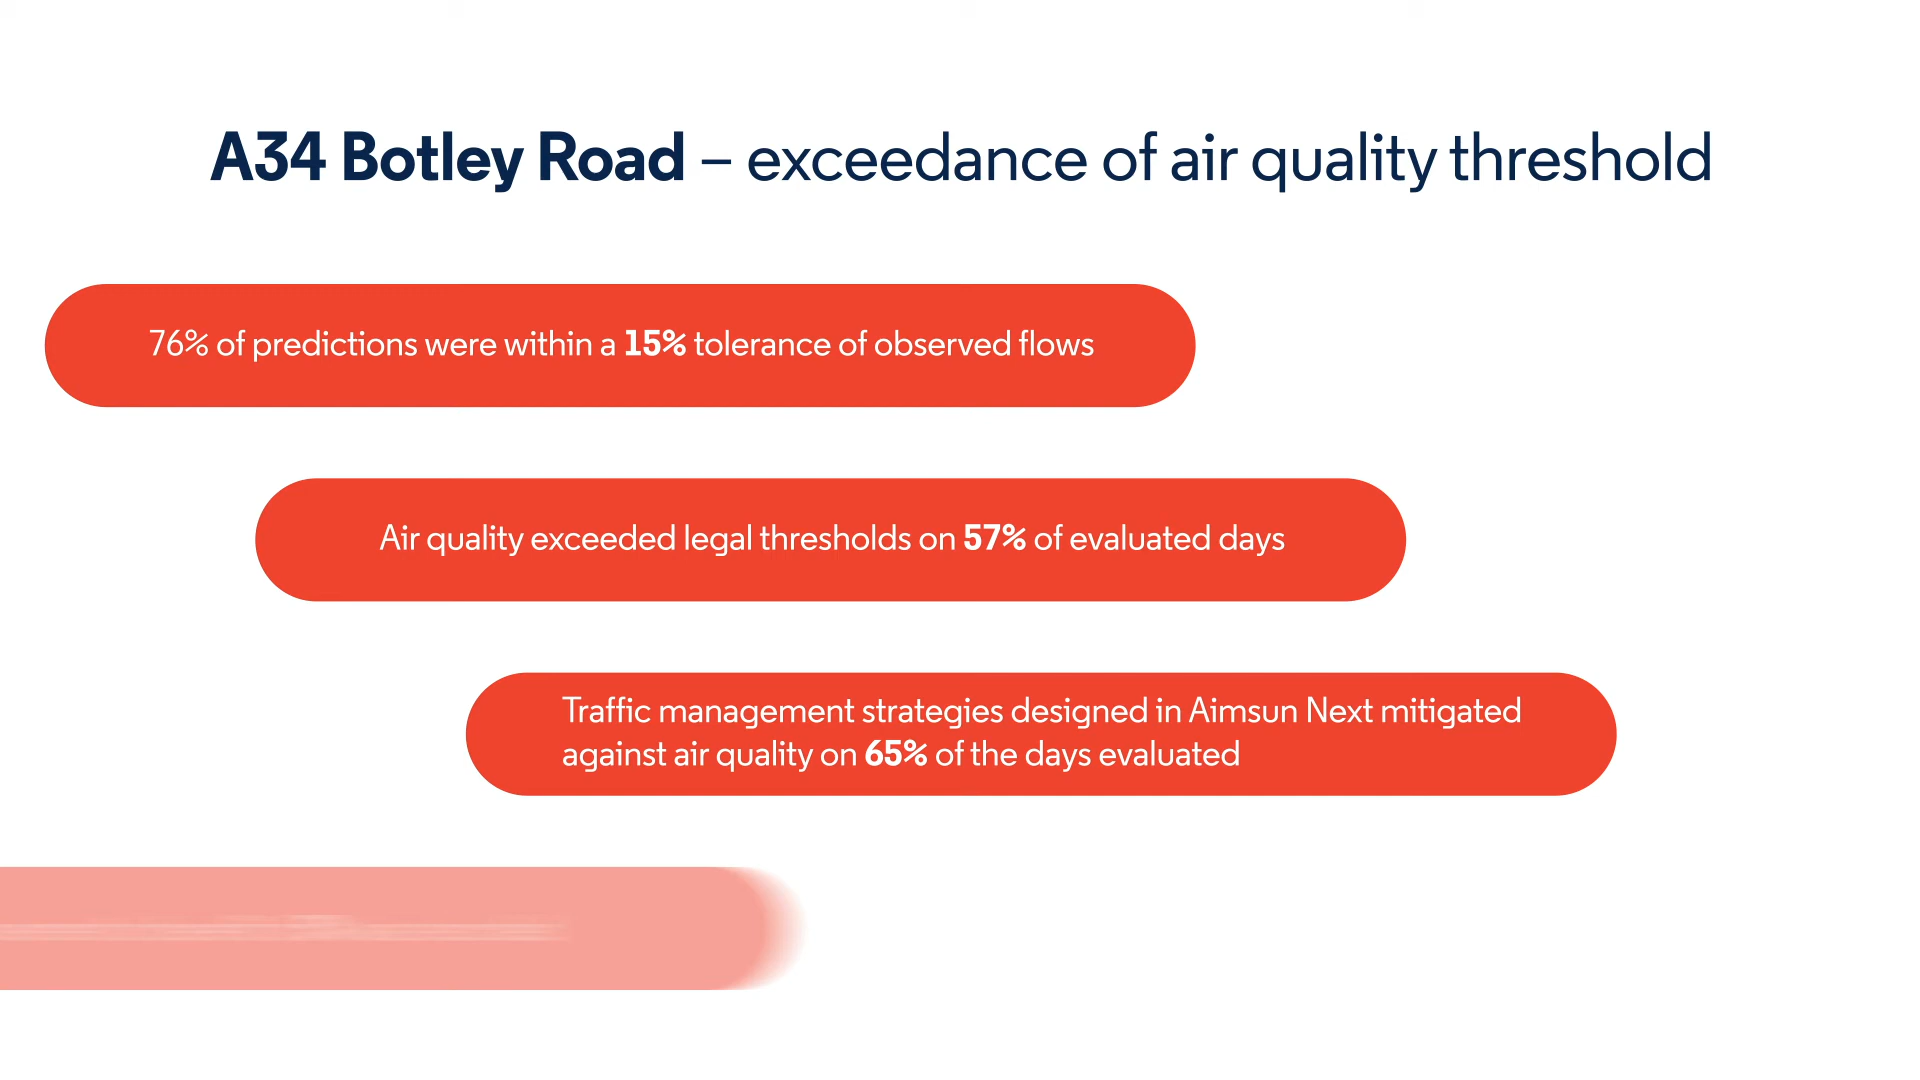 A34 Botley Road – exceedance of air quality threshold
76% of predictions were within a 15% tolerance of observed flows
Air quality exceeded legal thresholds on 57% of evaluated days
Traffic management strategies designed in Aimsun Next mitigated
against air quality on 65% of the days evaluated